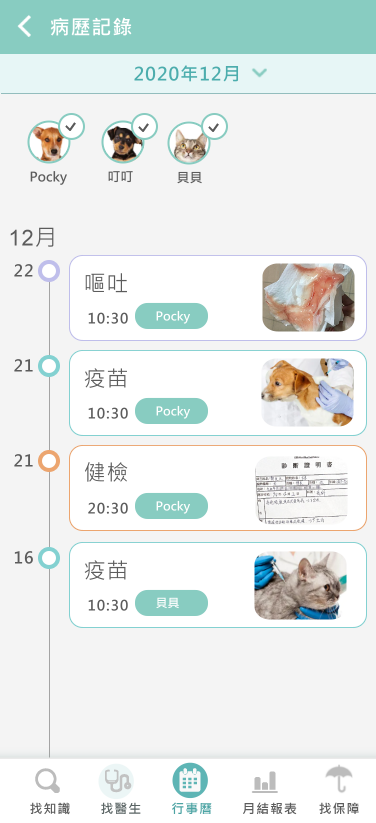 病歷記錄
2020年12月
Pocky
叮叮
貝貝
12月
22
嘔吐
10:30
Pocky
21
疫苗
10:30
Pocky
21
健檢
20:30
Pocky
診斷證明書
16
疫苗
10:30
貝貝
找知識
找醫生
行事曆
月結報表
找保障